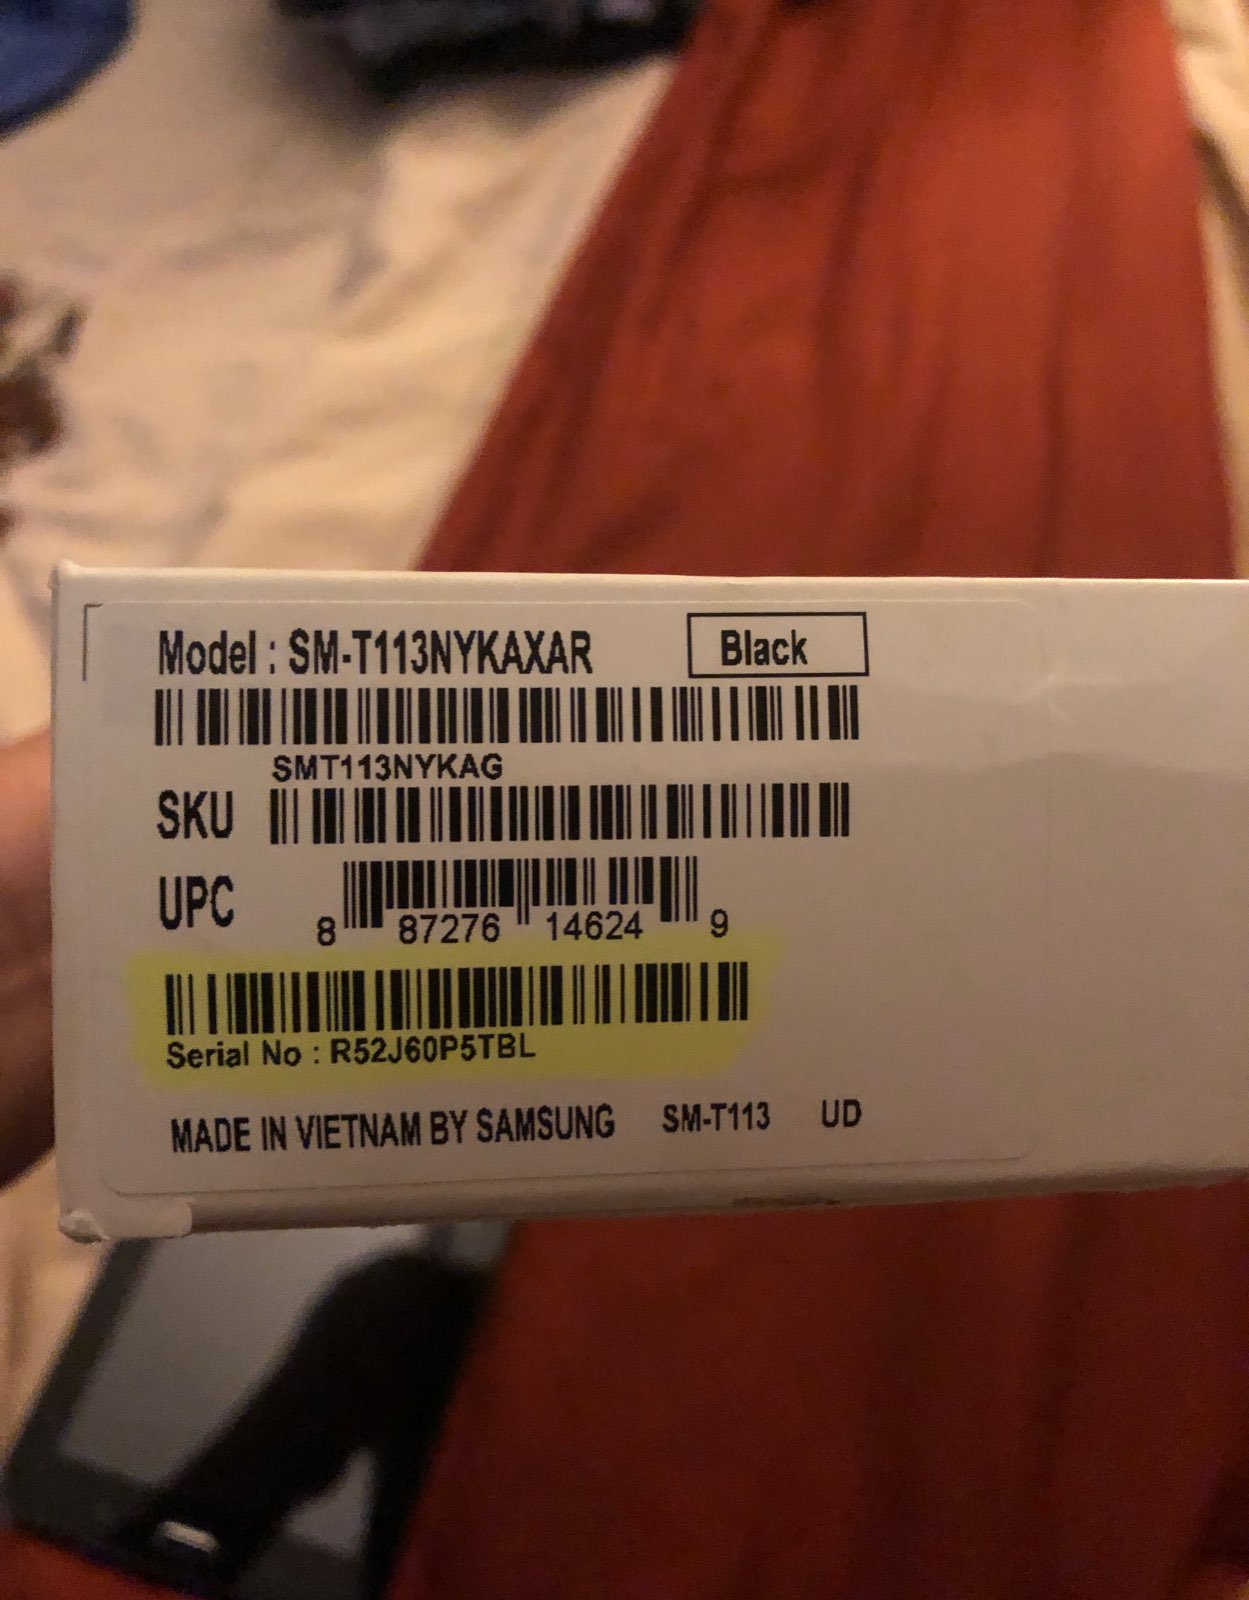 Model : SM-T113NYKAXAR Black
SMT113NYKAG
SKU
UPC 8 87276 14624 9
Serial No : R52J60P5TBL
MADE IN VIETNAM BY SAMSUNG SM-T113 UD